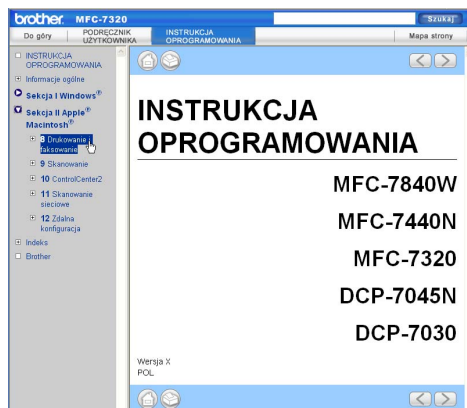 brother. MFC-7320
Szukaj
Do góry
PODRĘCZNIK
UŻYTKOWNIKA
INSTRUKCJA
OPROGRAMOWANIA
Mapa strony
INSTRUKCJA
OPROGRAMOWANIA
Informacje ogólne
Sekcja I Windows®
Sekcja II Apple®
Macintosh®
8 Drukowanie i
faksowanie
9 Skanowanie
10 ControlCenter2
11 Skanowanie
sieciowe
12 Zdalna
konfiguracja
Indeks
Brother
INSTRUKCJA
OPROGRAMOWANIA
MFC-7840W
MFC-7440N
MFC-7320
DCP-7045N
DCP-7030
Wersja X
POL